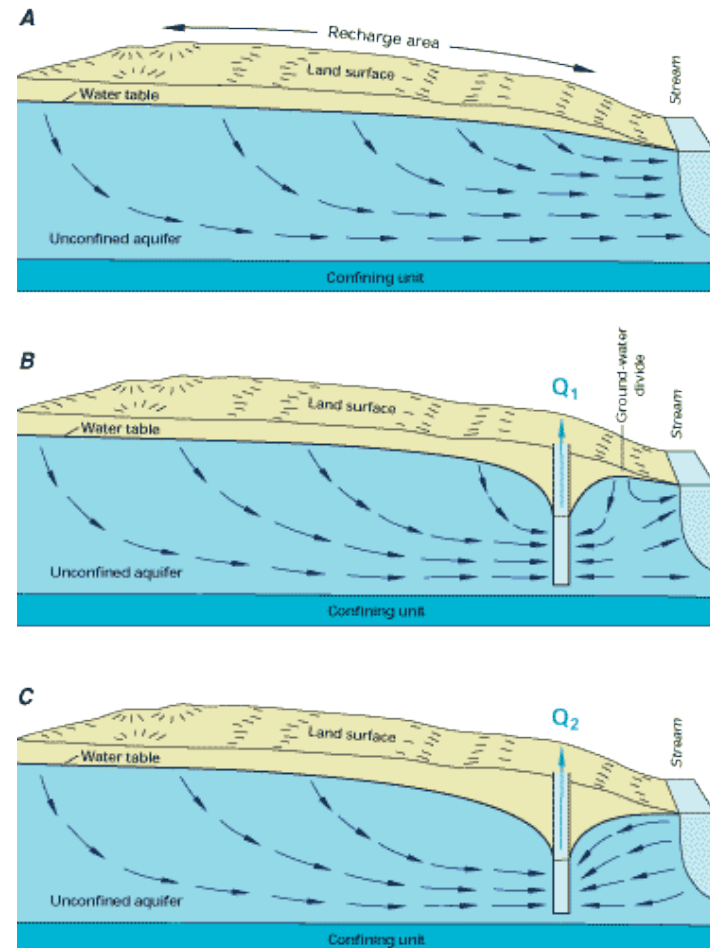 A
Recharge area
Land surface
Stream
Water table
Unconfined aquifer
Confining unit
B
Q1
Ground-water
divide
Stream
Land surface
Water table
Unconfined aquifer
Confining unit
C
Q2
Stream
Land surface
Water table
Unconfined aquifer
Confining unit